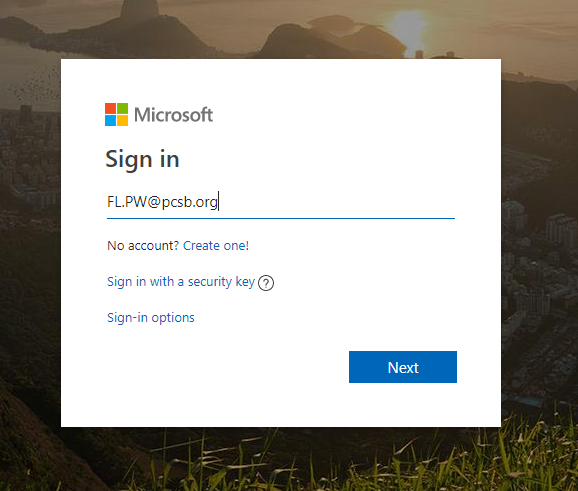 Microsoft
Sign in
FL.PW@pcsb.org
No account? Create one!
Sign in with a security key ?
Sign-in options
Next